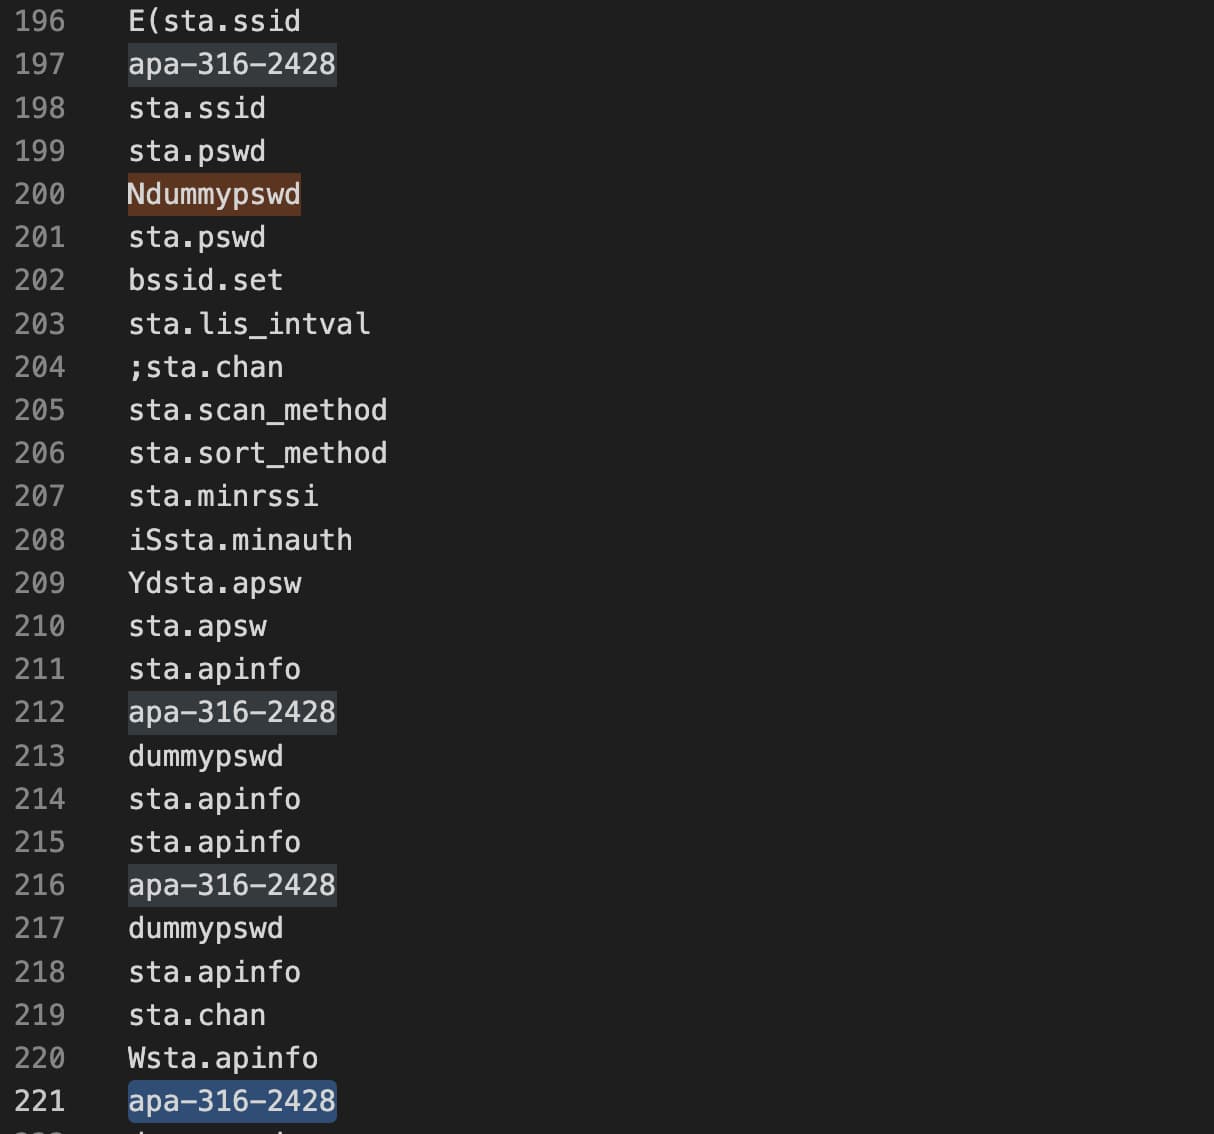 196 E(sta.ssid
197 apa-316-2428
198 sta.ssid
199 sta.pswd
200 Ndummypswd
201 sta.pswd
202 bssid.set
203 sta.lis_intval
204 ;sta.chan
205 sta.scan_method
206 sta.sort_method
207 sta.minrssi
208 iSsta.minauth
209 Ydsta.apsw
210 sta.apsw
211 sta.apinfo
212 apa-316-2428
213 dummypswd
214 sta.apinfo
215 sta.apinfo
216 apa-316-2428
217 dummypswd
218 sta.apinfo
219 sta.chan
220 Wsta.apinfo
221 apa-316-2428